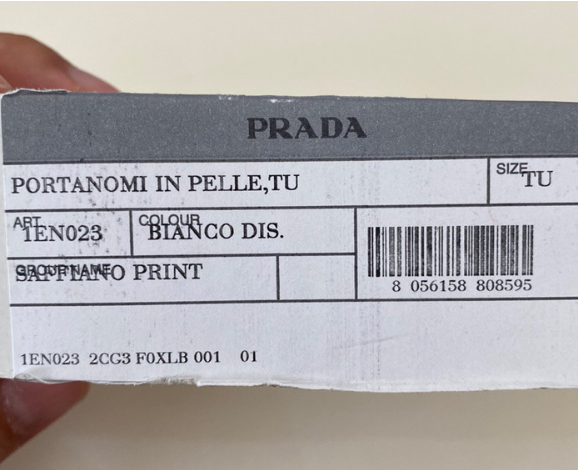 PRADA
PORTANOMI IN PELLE,TU
SIZE
TU
ART.
1EN023
COLOUR
BIANCO DIS.
GROUP NAME
SAFFIANO PRINT
8 056158 808595
1EN023 2CG3 F0XLB 001 01